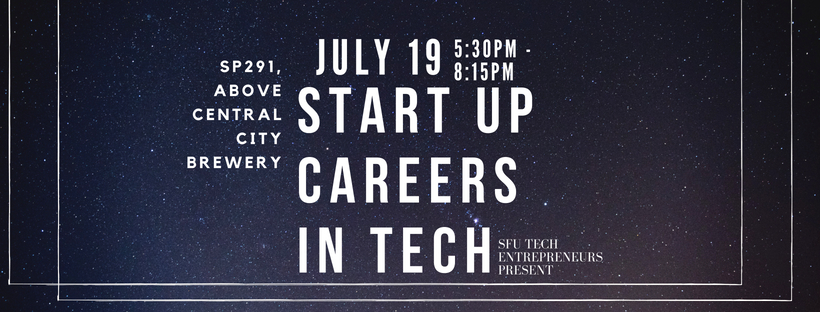 JULY 19
5:30PM -
8:15PM
SP291,
ABOVE
CENTRAL
CITY
BREWERY
START UP
CAREERS
IN TECH
SFU TECH
ENTREPRENEURS
PRESENT